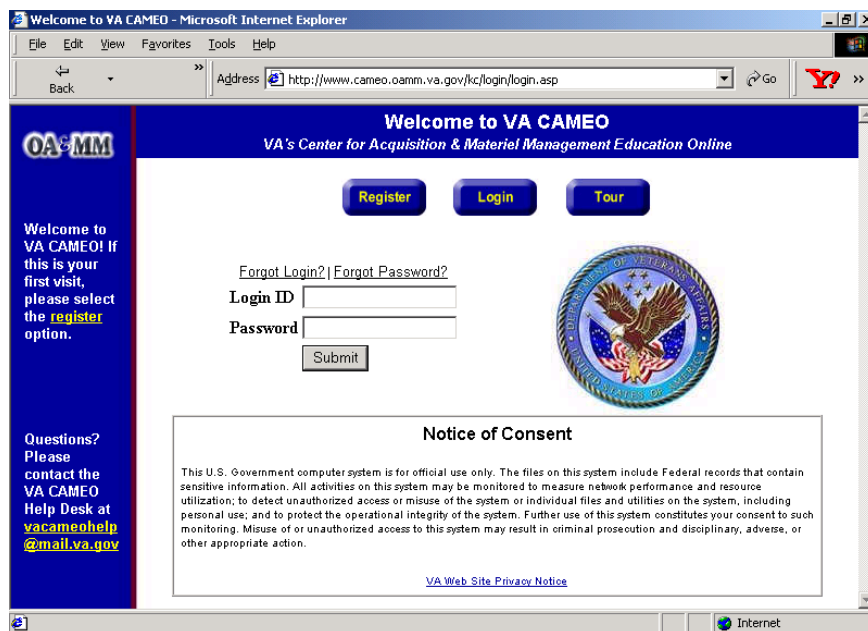 Welcome to VA CAMEO - Microsoft Internet Explorer
File Edit View Favorites Tools Help
Back » Address http://www.cameo.oamm.va.gov/kc/login/login.asp Go Y! »
OA&MM
Welcome to VA CAMEO
VA's Center for Acquisition & Materiel Management Education Online
Register Login Tour
Welcome to
VA CAMEO! If
this is your
first visit,
please select
the register
option.
Forgot Login? | Forgot Password?
Login ID
Password
Submit
DEPARTMENT OF VETERANS AFFAIRS
UNITED STATES OF AMERICA
Questions?
Please
contact the
VA CAMEO
Help Desk at
vacameohelp
@mail.va.gov
Notice of Consent
This U.S. Government computer system is for official use only. The files on this system include Federal records that contain
sensitive information. All activities on this system may be monitored to measure network performance and resource
utilization; to detect unauthorized access or misuse of the system or individual files and utilities on the system, including
personal use; and to protect the operational integrity of the system. Further use of this system constitutes your consent to such
monitoring. Misuse of or unauthorized access to this system may result in criminal prosecution and disciplinary, adverse, or
other appropriate action.
VA Web Site Privacy Notice
Internet